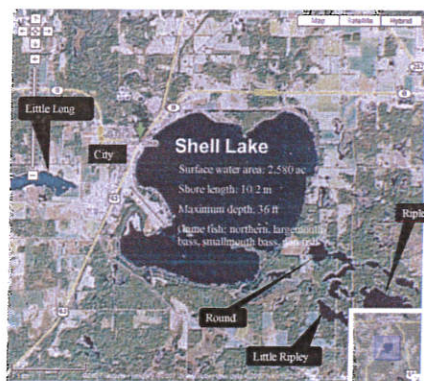 Map
Hybrid
Little Long
City
Shell Lake
Surface water area: 2,580 ac
Shore length: 10.2 m
Maximum depth, 36 ft
Game fish: northern, largemouth
bass, smallmouth bass,
Riple
Round
Little Ripley